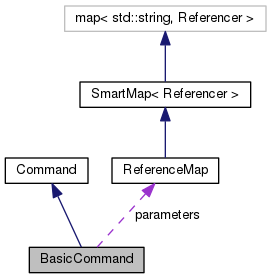 map< std::string, Referencer >
SmartMap< Referencer >
Command
ReferenceMap
parameters
BasicCommand